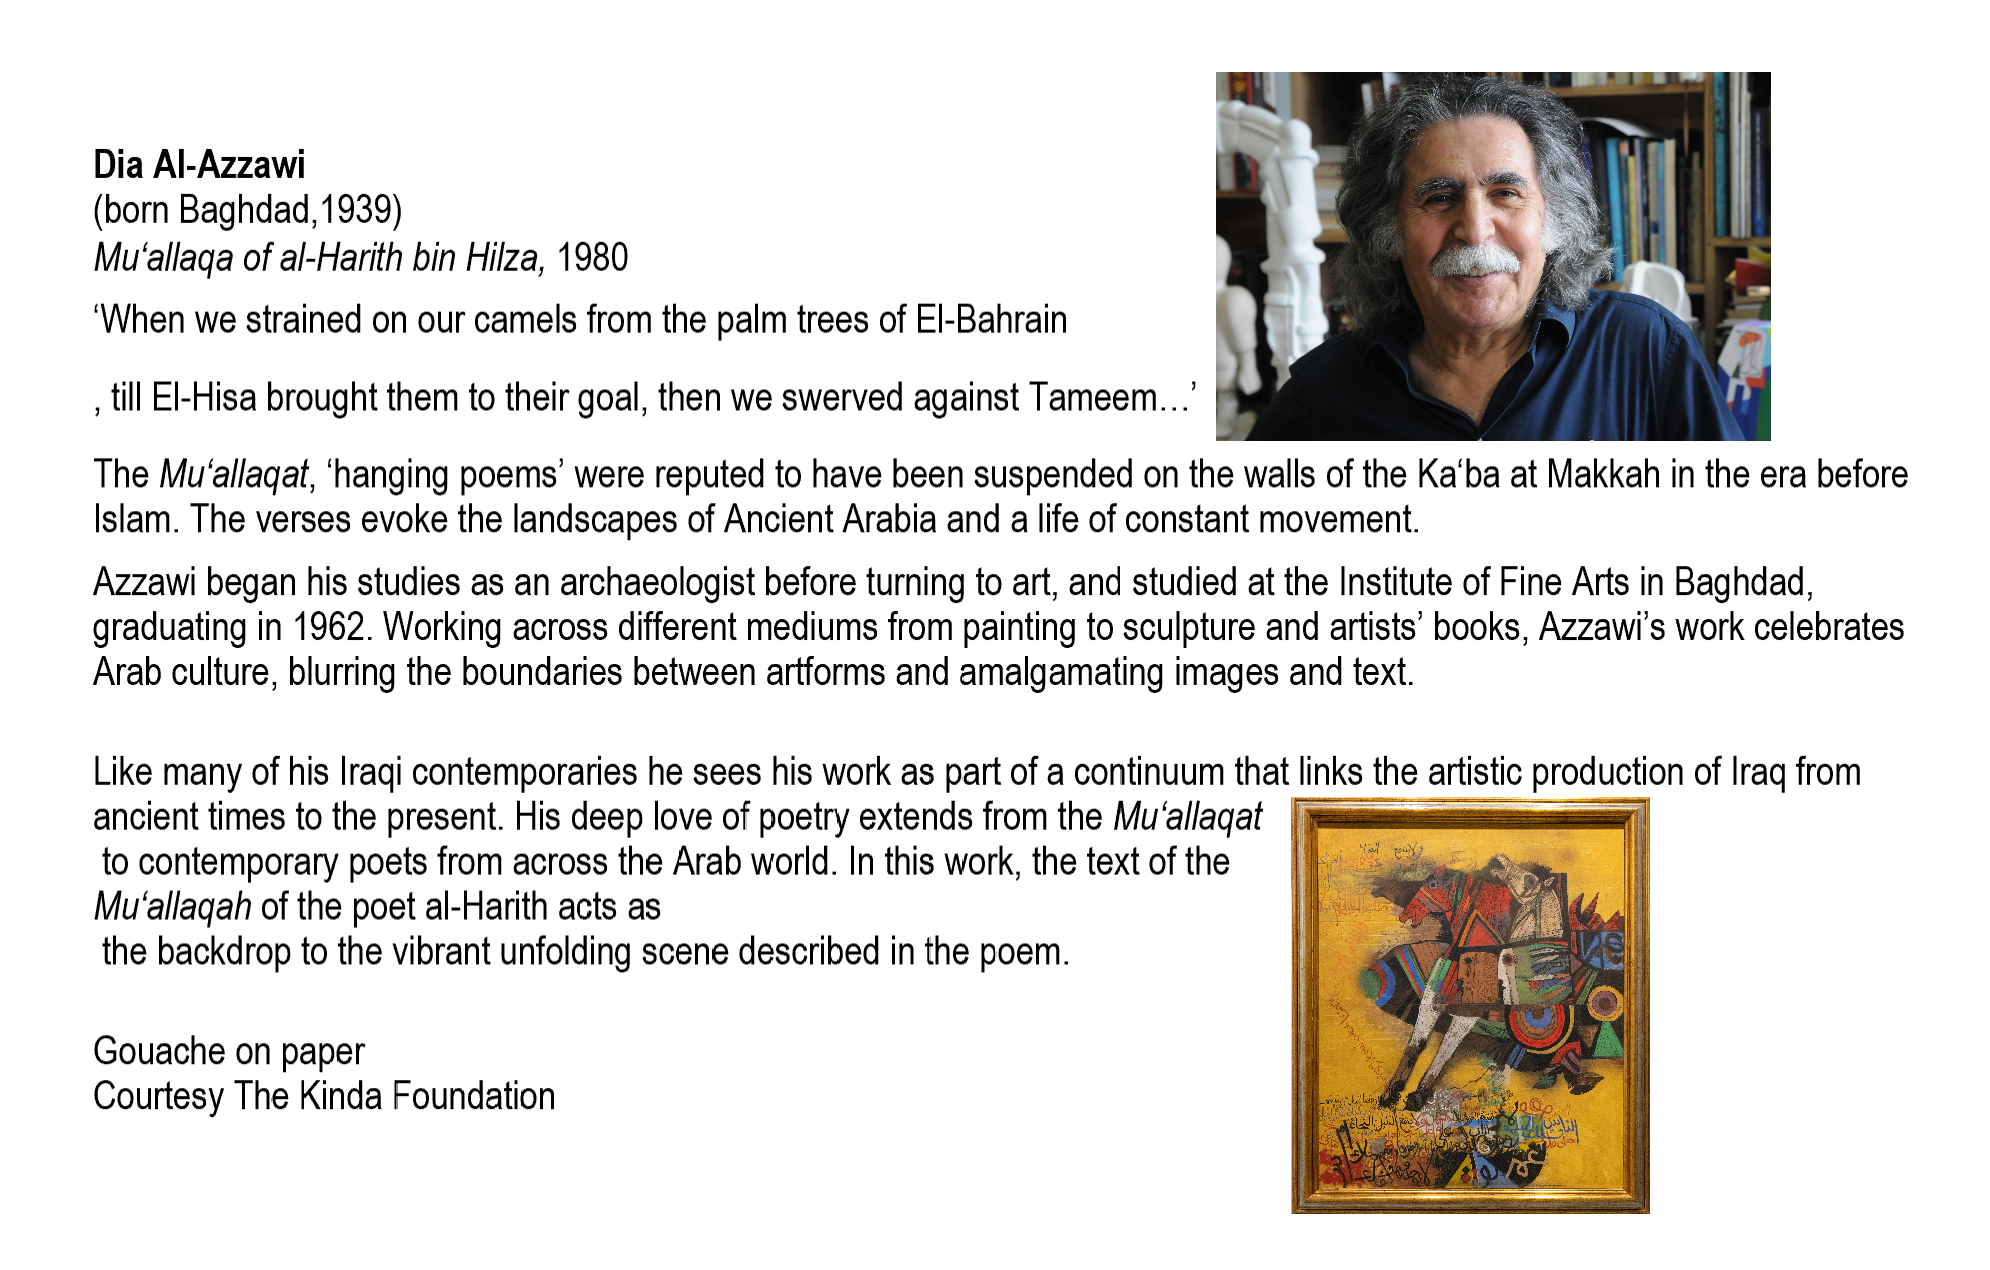 Dia Al-Azzawi
(born Baghdad,1939)
Mu‘allaqa of al-Harith bin Hilza, 1980
‘When we strained on our camels from the palm trees of El-Bahrain
, till El-Hisa brought them to their goal, then we swerved against Tameem…’
The Mu‘allaqat, ‘hanging poems’ were reputed to have been suspended on the walls of the Ka‘ba at Makkah in the era before
Islam. The verses evoke the landscapes of Ancient Arabia and a life of constant movement.
Azzawi began his studies as an archaeologist before turning to art, and studied at the Institute of Fine Arts in Baghdad,
graduating in 1962. Working across different mediums from painting to sculpture and artists’ books, Azzawi’s work celebrates
Arab culture, blurring the boundaries between artforms and amalgamating images and text.
Like many of his Iraqi contemporaries he sees his work as part of a continuum that links the artistic production of Iraq from
ancient times to the present. His deep love of poetry extends from the Mu‘allaqat
to contemporary poets from across the Arab world. In this work, the text of the
Mu‘allaqah of the poet al-Harith acts as
the backdrop to the vibrant unfolding scene described in the poem.
Gouache on paper
Courtesy The Kinda Foundation